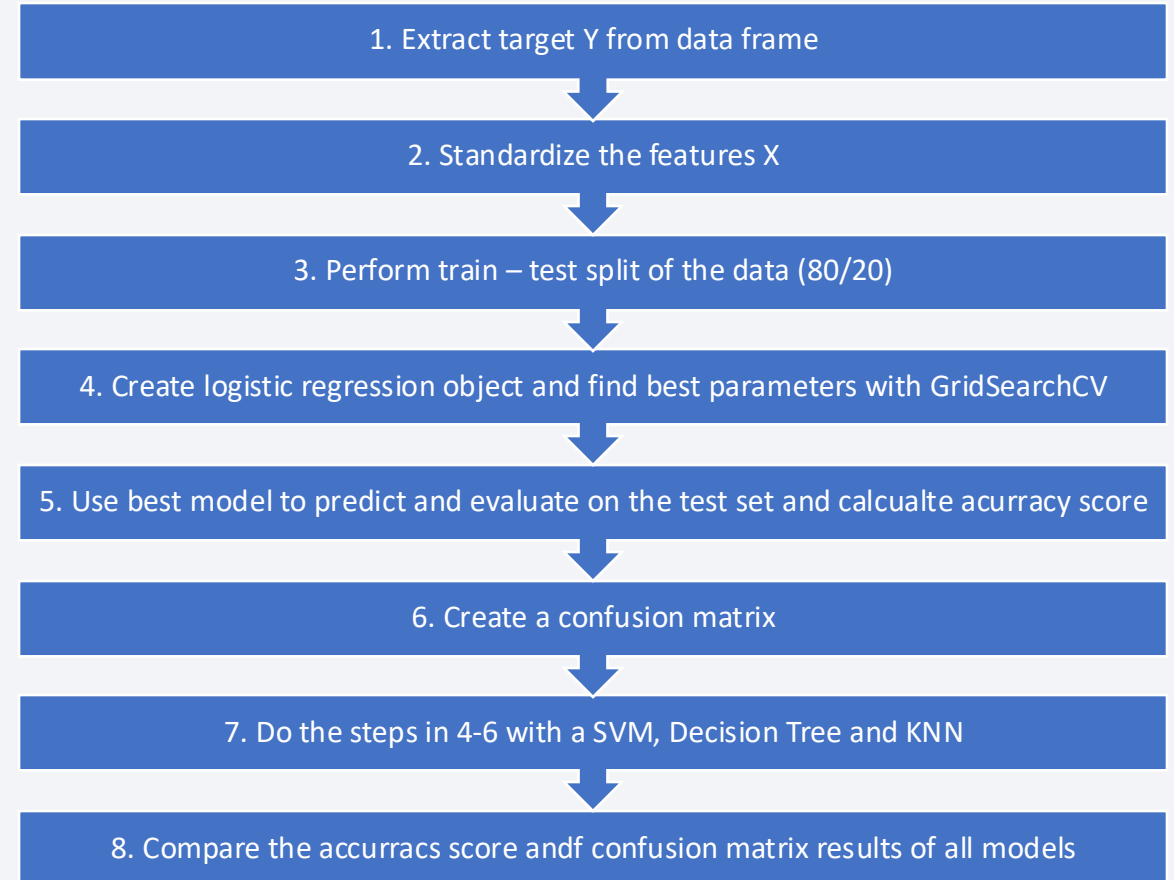 1. Extract target Y from data frame
2. Standardize the features X
3. Perform train – test split of the data (80/20)
4. Create logistic regression object and find best parameters with GridSearchCV
5. Use best model to predict and evaluate on the test set and calcualte acurracy score
6. Create a confusion matrix
7. Do the steps in 4-6 with a SVM, Decision Tree and KNN
8. Compare the accurracs score andf confusion matrix results of all models